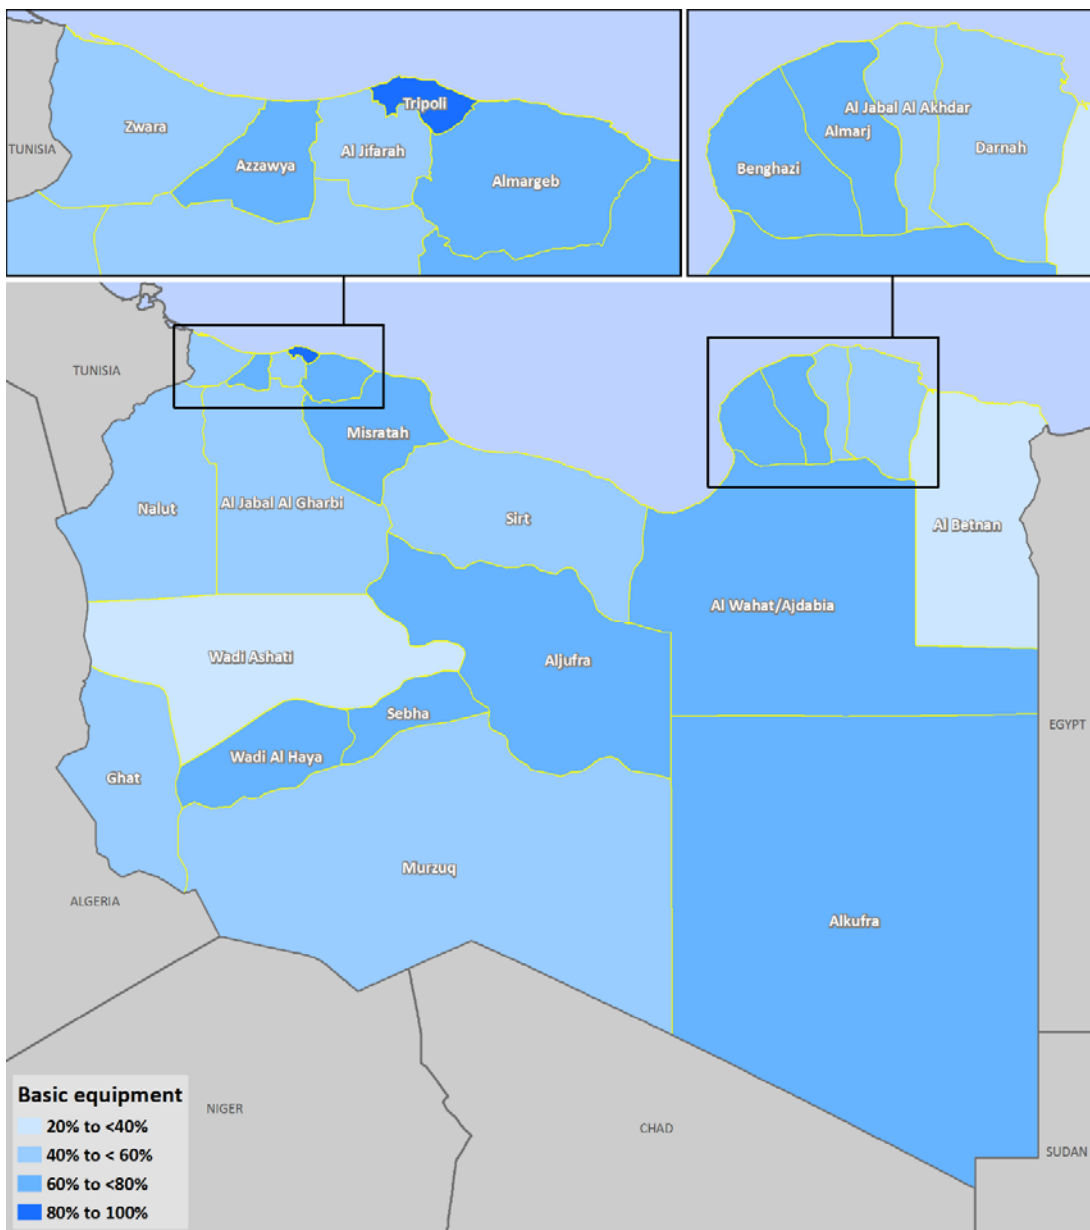 Tripoli
Zwara
TUNISIA
Azzawya
Al Jifarah
Almargeb
Al Jabal Al Akhdar
Almarj
Darnah
Benghazi
TUNISIA
Misratah
Nalut
Al Jabal Al Gharbi
Sirt
Al Betnan
Al Wahat/Ajdabia
Wadi Ashati
Aljufra
Sebha
EGYPT
Wadi Al Haya
Ghat
Murzuq
ALGERIA
Alkufra
Basic equipment
20% to <40%
40% to < 60%
60% to <80%
80% to 100%
NIGER
CHAD
SUDAN